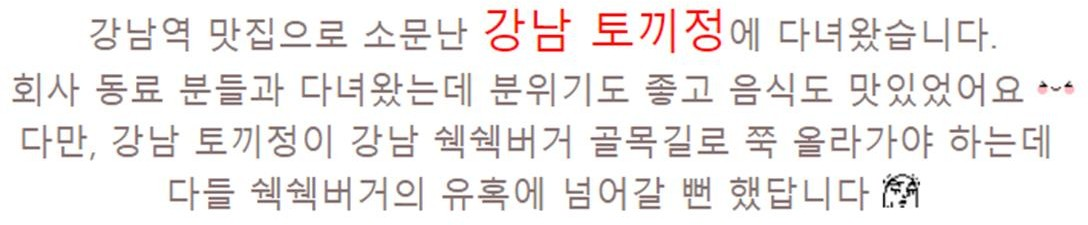 강남역 맛집으로 소문난 강남 토끼정에 다녀왔습니다.
회사 동료 분들과 다녀왔는데 분위기도 좋고 음식도 맛있었어요
다만, 강남 토끼정이 강남 쉑쉑버거 골목길로 쭉 올라가야 하는데
다들 쉑쉑버거의 유혹에 넘어갈 뻔 했답니다